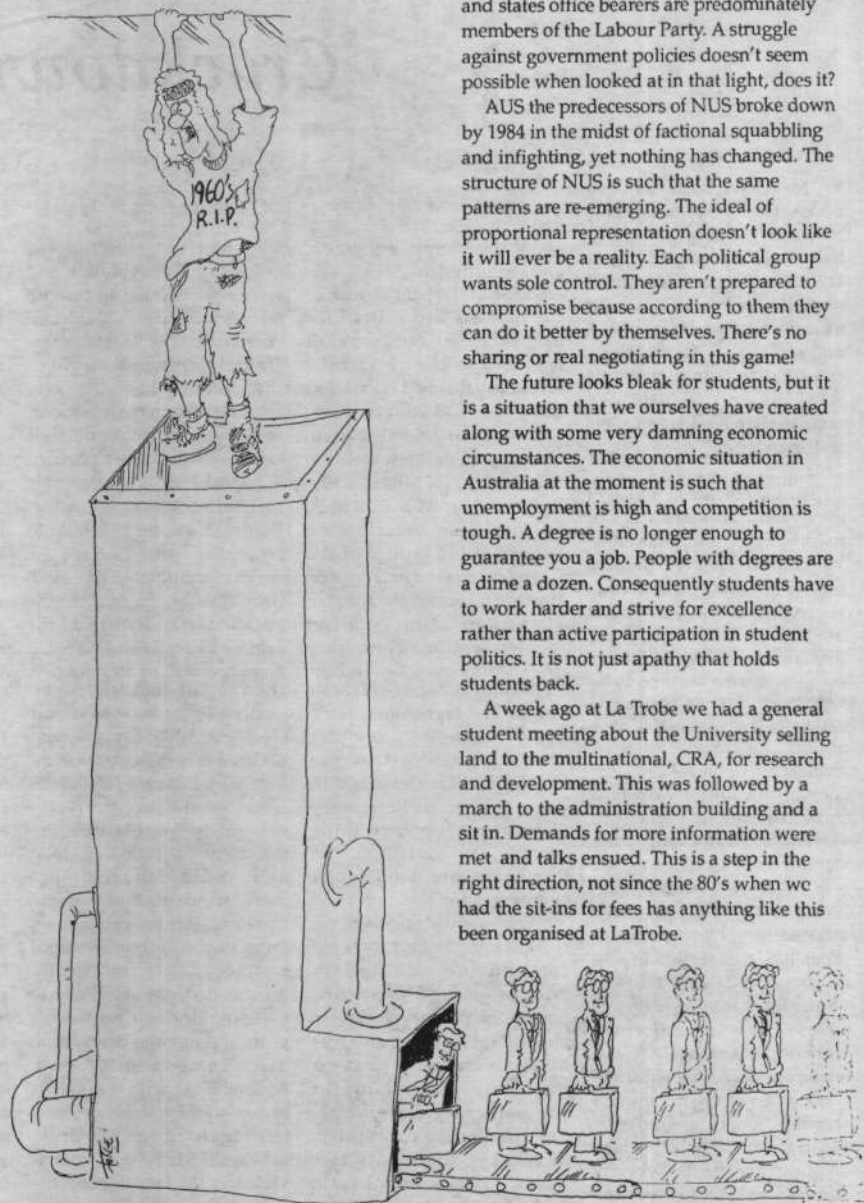 and states office bearers are predominately
members of the Labour Party. A struggle
against government policies doesn't seem
possible when looked at in that light, does it?
AUS the predecessors of NUS broke down
by 1984 in the midst of factional squabbling
and infighting, yet nothing has changed. The
structure of NUS is such that the same
patterns are re-emerging. The ideal of
proportional representation doesn't look like
it will ever be a reality. Each political group
wants sole control. They aren't prepared to
compromise because according to them they
can do it better by themselves. There's no
sharing or real negotiating in this game!
The future looks bleak for students, but it
is a situation that we ourselves have created
along with some very damning economic
circumstances. The economic situation in
Australia at the moment is such that
unemployment is high and competition is
tough. A degree is no longer enough to
guarantee you a job. People with degrees are
a dime a dozen. Consequently students have
to work harder and strive for excellence
rather than active participation in student
politics. It is not just apathy that holds
students back.
A week ago at La Trobe we had a general
student meeting about the University selling
land to the multinational, CRA, for research
and development. This was followed by a
march to the administration building and a
sit in. Demands for more information were
met and talks ensued. This is a step in the
right direction, not since the 80's when we
had the sit-ins for fees has anything like this
been organised at LaTrobe.
1960's
R.I.P.